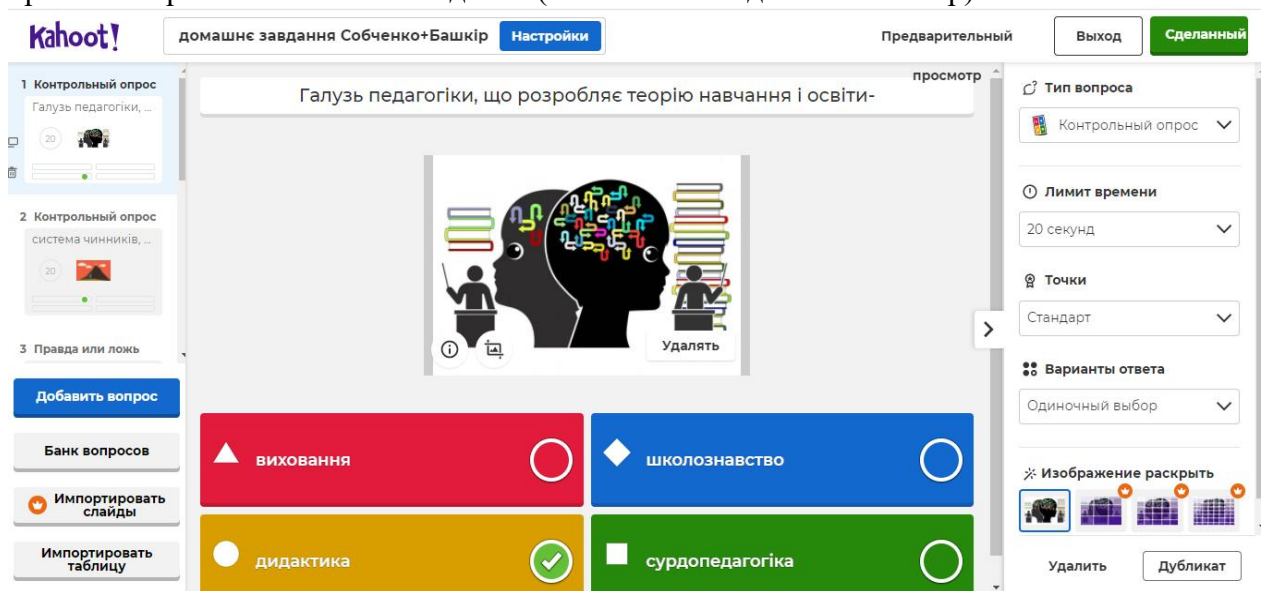 Kahoot!
домашнє завдання Собченко+Башкір
Настройки
Предварительный
просмотр
Выход
Сделанный
1 Контрольный опрос
Галузь педагогіки, ...
20
2 Контрольный опрос
система чинників, ...
20
3 Правда или ложь
Добавить вопрос
Банк вопросов
Импортировать
слайды
Импортировать
таблицу
Галузь педагогіки, що розробляє теорію навчання і освіти-
Удалять
виховання
школознавство
дидактика
сурдопедагогіка
Тип вопроса
Контрольный опрос
Лимит времени
20 секунд
Точки
Стандарт
Варианты ответа
Одиночный выбор
Изображение раскрыть
Удалить
Дубликат